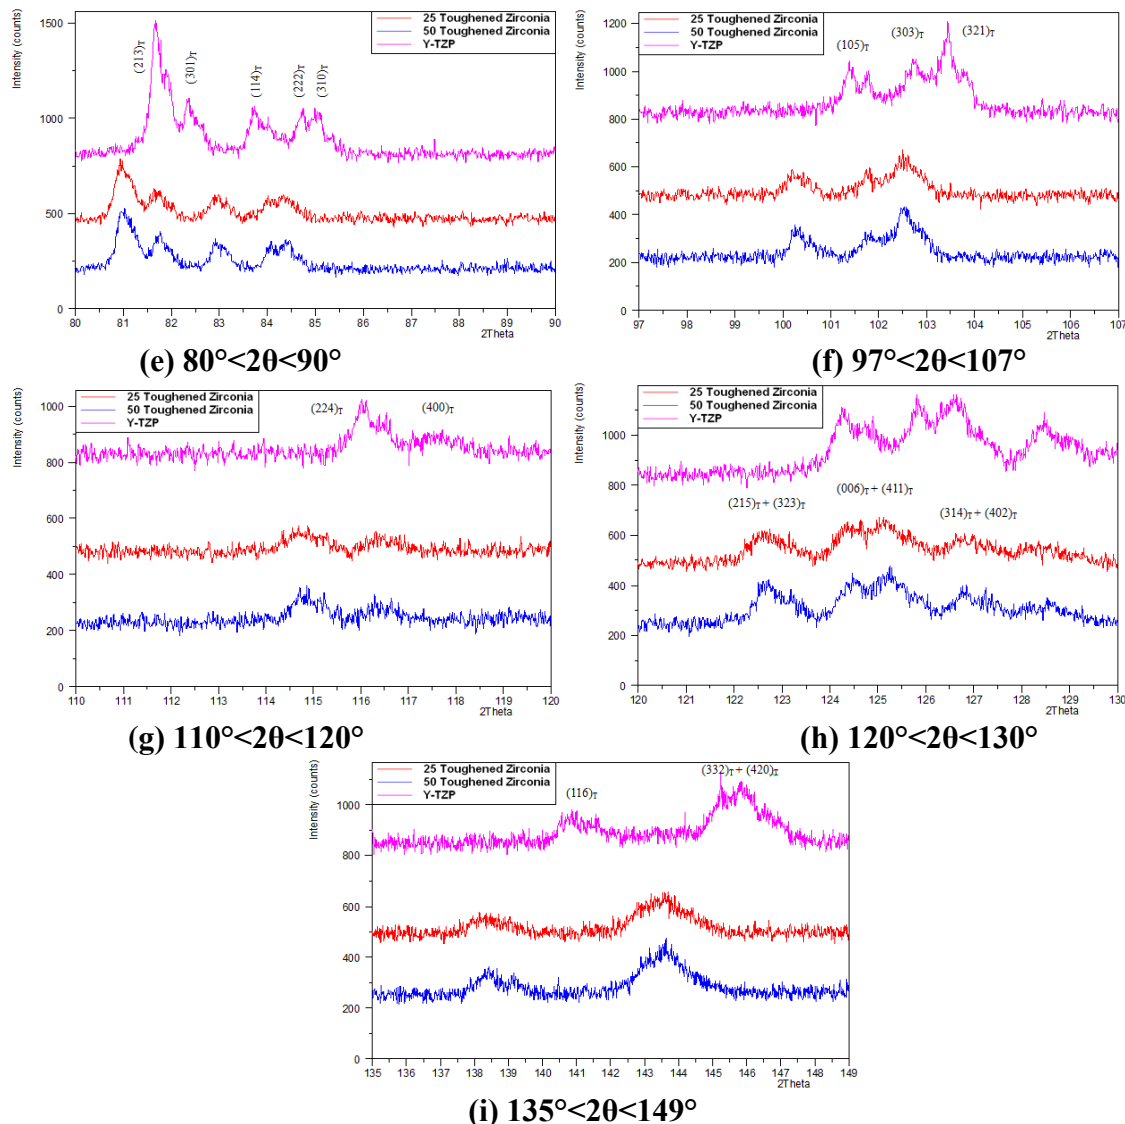 Intensity (counts)
1500
1000
500
0
25 Toughened Zirconia
50 Toughened Zirconia
Y-TZP
(213)T
(301)T
(114)T
(222)T
(310)T
80 81 82 83 84 85 86 87 88 89 90
2Theta
(e) 80°<2θ<90°
Intensity (counts)
1200
1000
800
600
400
200
0
25 Toughened Zirconia
50 Toughened Zirconia
Y-TZP
(105)T
(303)T
(321)T
97 98 99 100 101 102 103 104 105 106 107
2Theta
(f) 97°<2θ<107°
Intensity (counts)
1000
800
600
400
200
0
25 Toughened Zirconia
50 Toughened Zirconia
Y-TZP
(224)T
(400)T
110 111 112 113 114 115 116 117 118 119 120
2Theta
(g) 110°<2θ<120°
Intensity (counts)
1000
800
600
400
200
0
25 Toughened Zirconia
50 Toughened Zirconia
Y-TZP
(215)T + (323)T
(006)T + (411)T
(314)T + (402)T
120 121 122 123 124 125 126 127 128 129 130
2Theta
(h) 120°<2θ<130°
Intensity (counts)
1000
800
600
400
200
0
25 Toughened Zirconia
50 Toughened Zirconia
Y-TZP
(116)T
(332)T + (420)T
135 136 137 138 139 140 141 142 143 144 145 146 147 148 149
2Theta
(i) 135°<2θ<149°